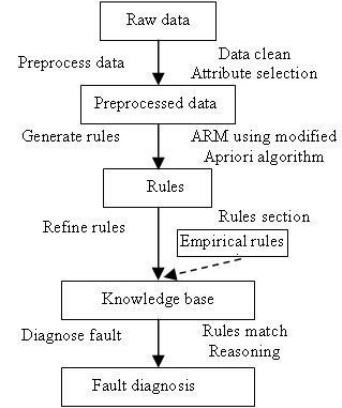 Raw data
Preprocess data
Data clean
Attribute selection
Preprocessed data
Generate rules
ARM using modified
Apriori algorithm
Rules
Refine rules
Rules section
Empirical rules
Knowledge base
Diagnose fault
Rules match
Reasoning
Fault diagnosis